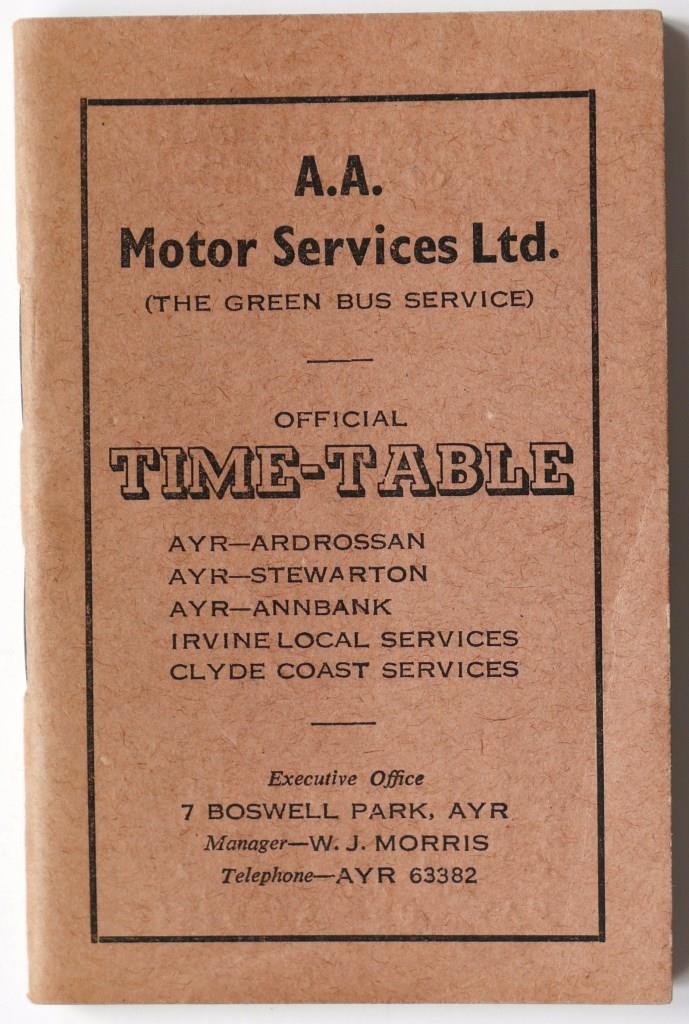 A.A.
Motor Services Ltd.
(THE GREEN BUS SERVICE)
OFFICIAL
TIME-TABLE
AYR—ARDROSSAN
AYR—STEWARTON
AYR—ANNBANK
IRVINE LOCAL SERVICES
CLYDE COAST SERVICES
Executive Office
7 BOSWELL PARK, AYR
Manager—W. J. MORRIS
Telephone—AYR 63382